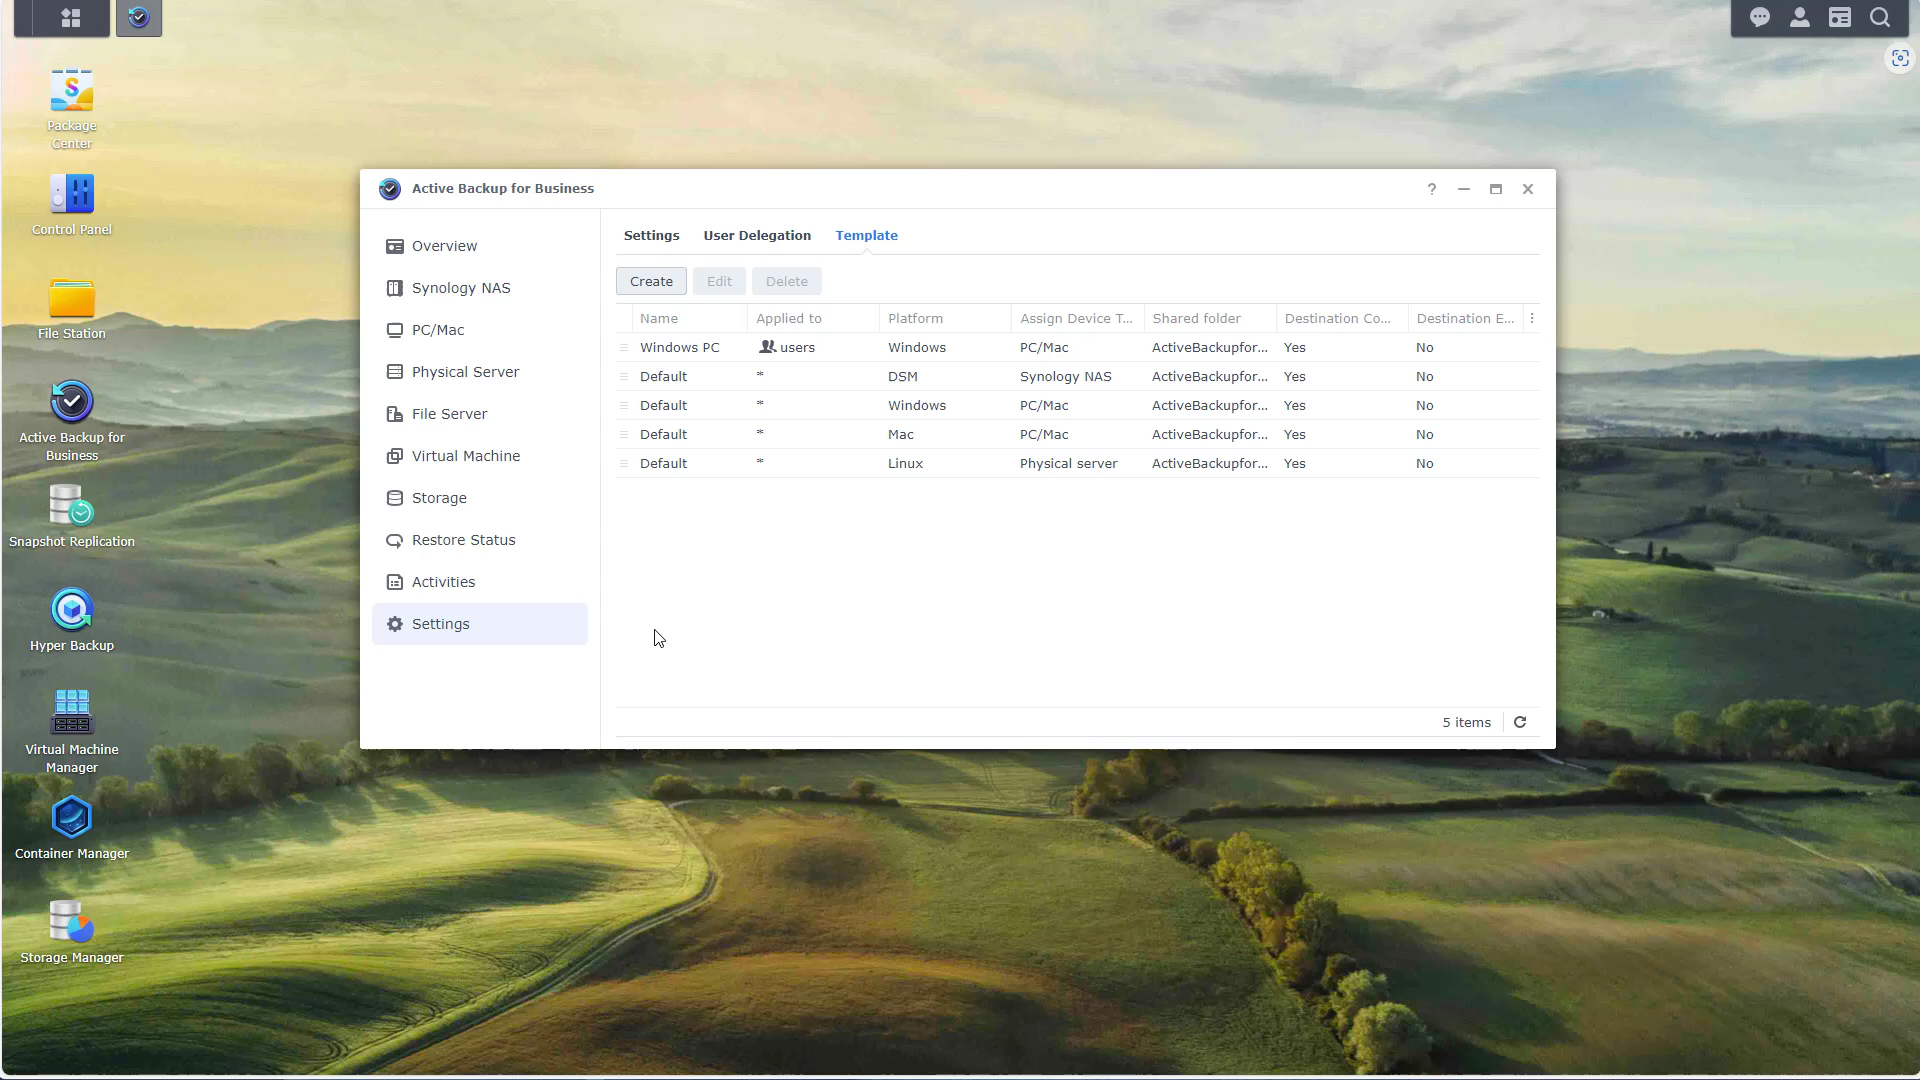 Package
Center
Control Panel
File Station
Active Backup for
Business
Snapshot Replication
Hyper Backup
Virtual Machine
Manager
Container Manager
Storage Manager
Active Backup for Business
?
Overview
Synology NAS
PC/Mac
Physical Server
File Server
Virtual Machine
Storage
Restore Status
Activities
Settings
Settings User Delegation Template
Create Edit Delete
Name Applied to Platform Assign Device T... Shared folder Destination Co... Destination E...
Windows PC users Windows PC/Mac ActiveBackupfor... Yes No
Default * DSM Synology NAS ActiveBackupfor... Yes No
Default * Windows PC/Mac ActiveBackupfor... Yes No
Default * Mac PC/Mac ActiveBackupfor... Yes No
Default * Linux Physical server ActiveBackupfor... Yes No
5 items